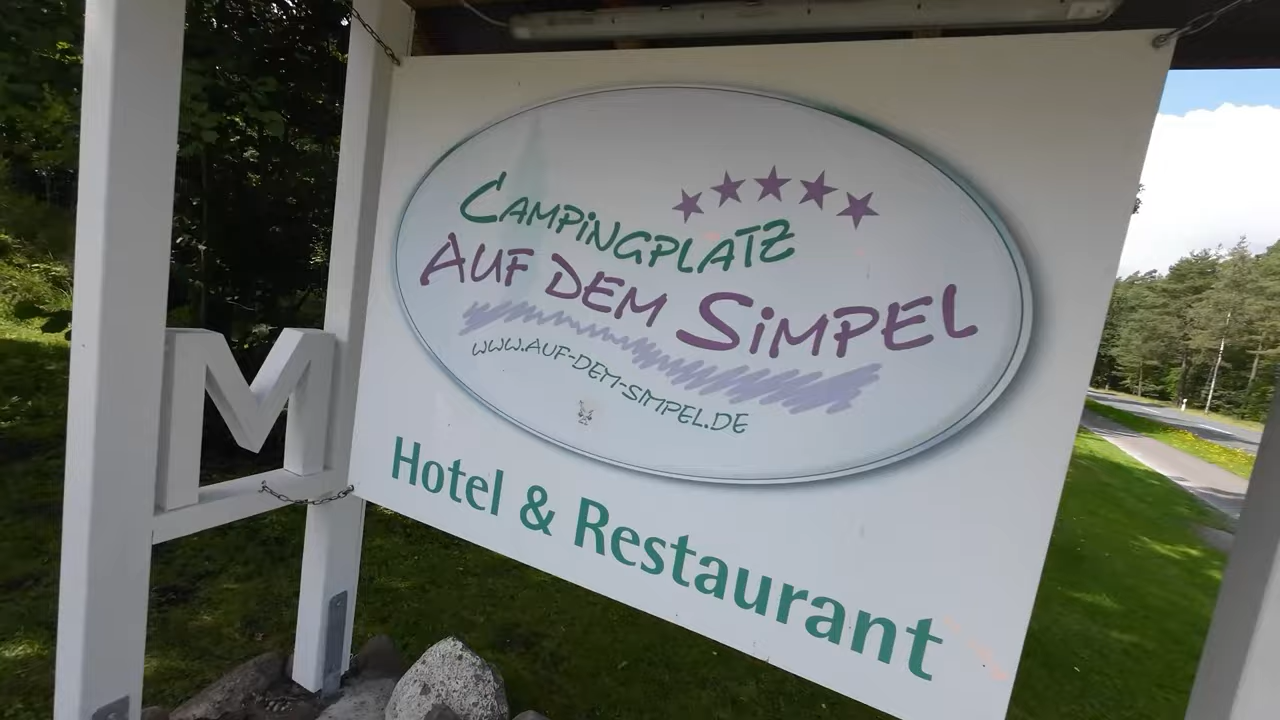 M
Campingplatz
Auf dem Simpel
www.auf-dem-simpel.de
Hotel & Restaurant